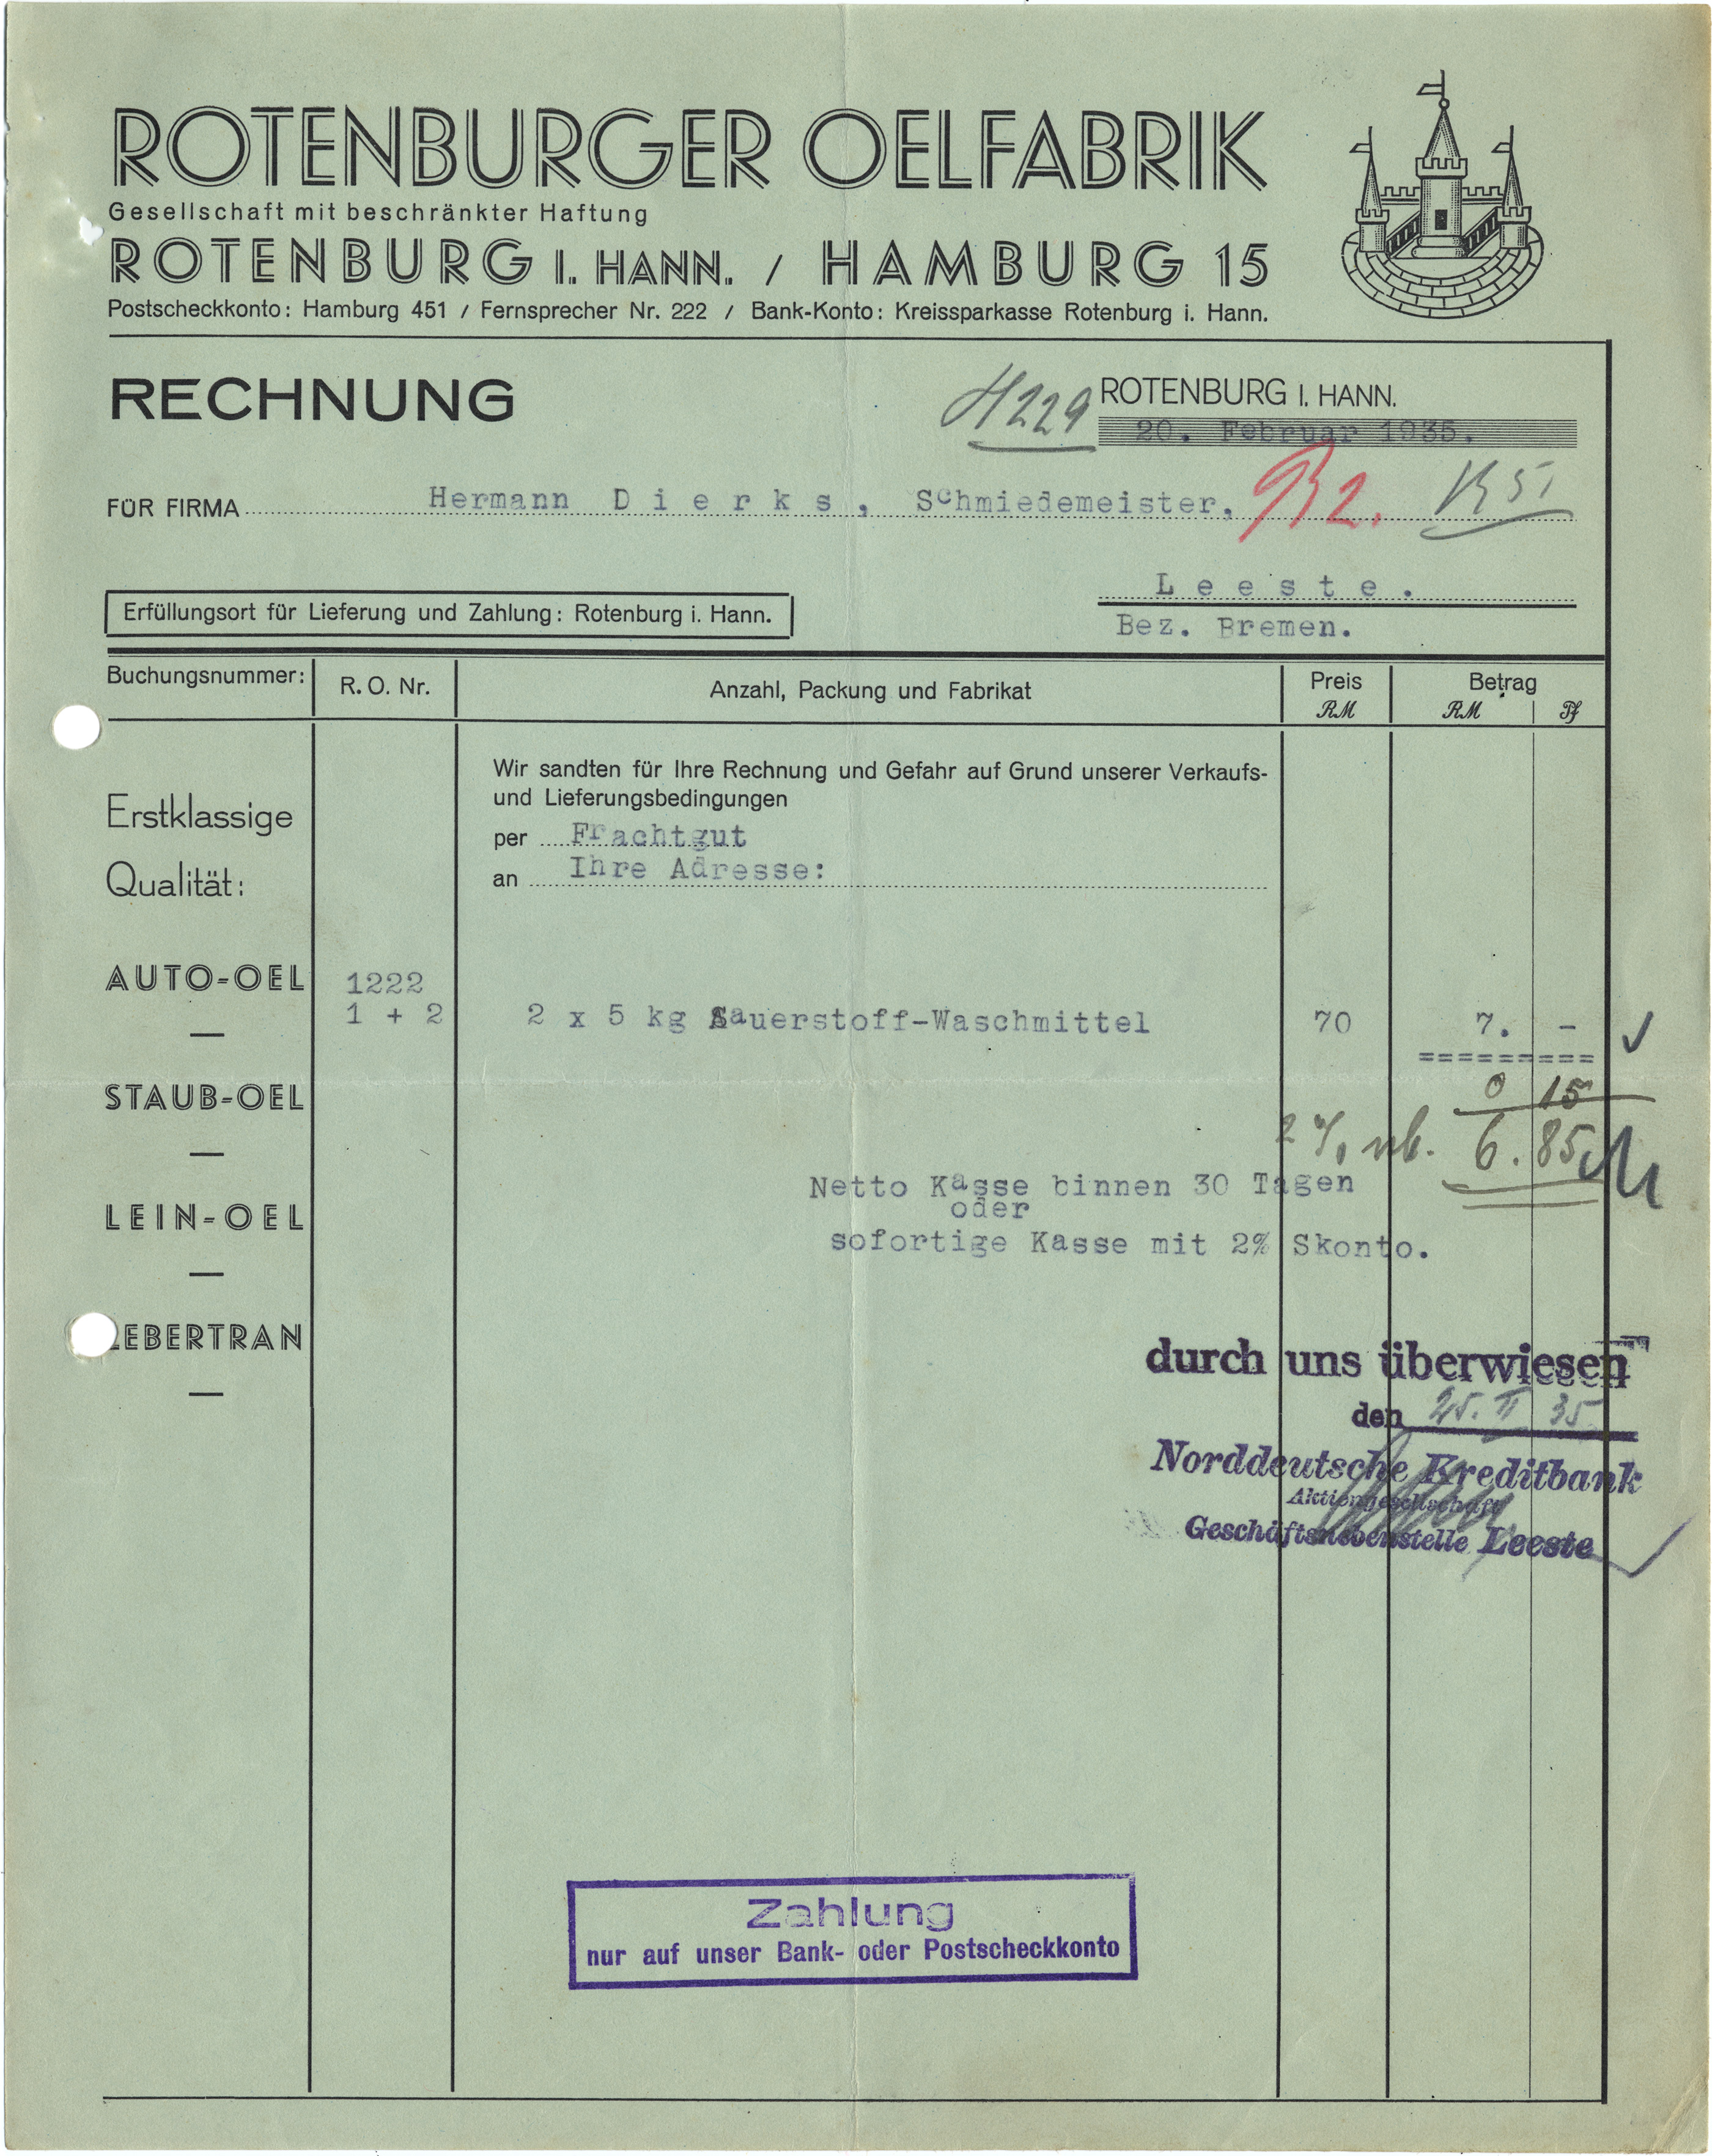 ROTENBURGER OELFABRIK
Gesellschaft mit beschränkter Haftung
ROTENBURG I. HANN. / HAMBURG 15
Postscheckkonto: Hamburg 451 / Fernsprecher Nr. 222 / Bank-Konto: Kreissparkasse Rotenburg i. Hann.
RECHNUNG
H229 ROTENBURG I. HANN.
20. Februar 1935.
FÜR FIRMA Hermann Dierks, Schmiedemeister,
Leeste.
Erfüllungsort für Lieferung und Zahlung: Rotenburg i. Hann.
Bez. Bremen.
Buchungsnummer: R. O. Nr. Anzahl, Packung und Fabrikat Preis RM Betrag RM Pf
Wir sandten für Ihre Rechnung und Gefahr auf Grund unserer Verkaufs-
und Lieferungsbedingungen
per Frachtgut
an Ihre Adresse:
Erstklassige
Qualität:
AUTO-OEL
1222
1 + 2 2 x 5 kg Sauerstoff-Waschmittel 70 7. -
=========
STAUB-OEL
0 15
2% 6.85
Netto Kasse binnen 30 Tagen
oder
sofortige Kasse mit 2% Skonto.
LEIN-OEL
LEBERTRAN
durch uns überwiesen
den 25. II 35
Norddeutsche Kreditbank
Aktiengesellschaft
Geschäftsnebenstelle Leeste
Zahlung
nur auf unser Bank- oder Postscheckkonto